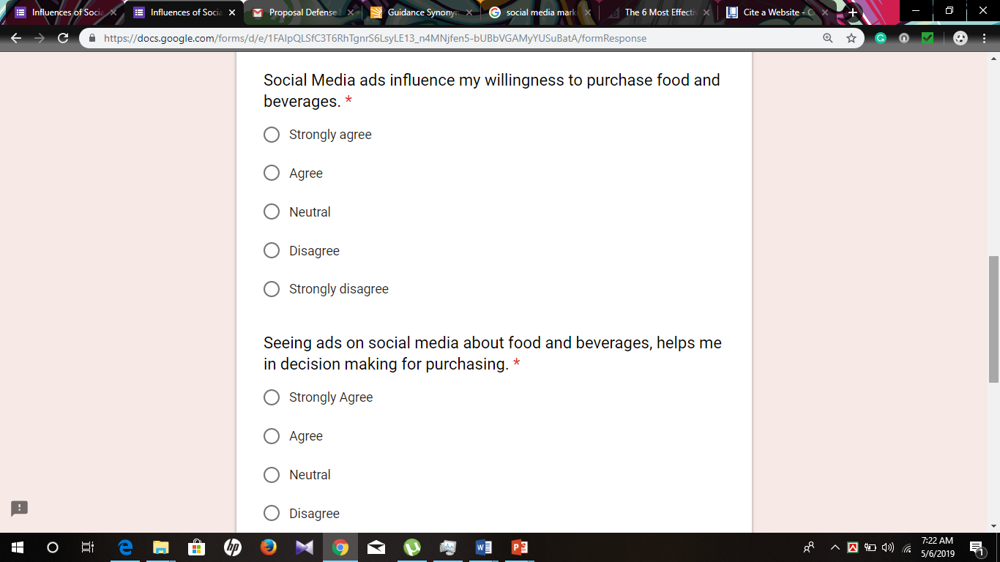 Influences of Socia
Influences of Socia
Proposal Defense
Guidance Synonym
social media mark
The 6 Most Effectiv
Cite a Website - Ci
https://docs.google.com/forms/d/e/1FAIpQLSfC3T6RhTgnrS6LsyLE13_n4MNjfen5-bUBbVGAMyYUSuBatA/formResponse
Social Media ads influence my willingness to purchase food and
beverages. *
Strongly agree
Agree
Neutral
Disagree
Strongly disagree
Seeing ads on social media about food and beverages, helps me
in decision making for purchasing. *
Strongly Agree
Agree
Neutral
Disagree
7:22 AM
5/6/2019